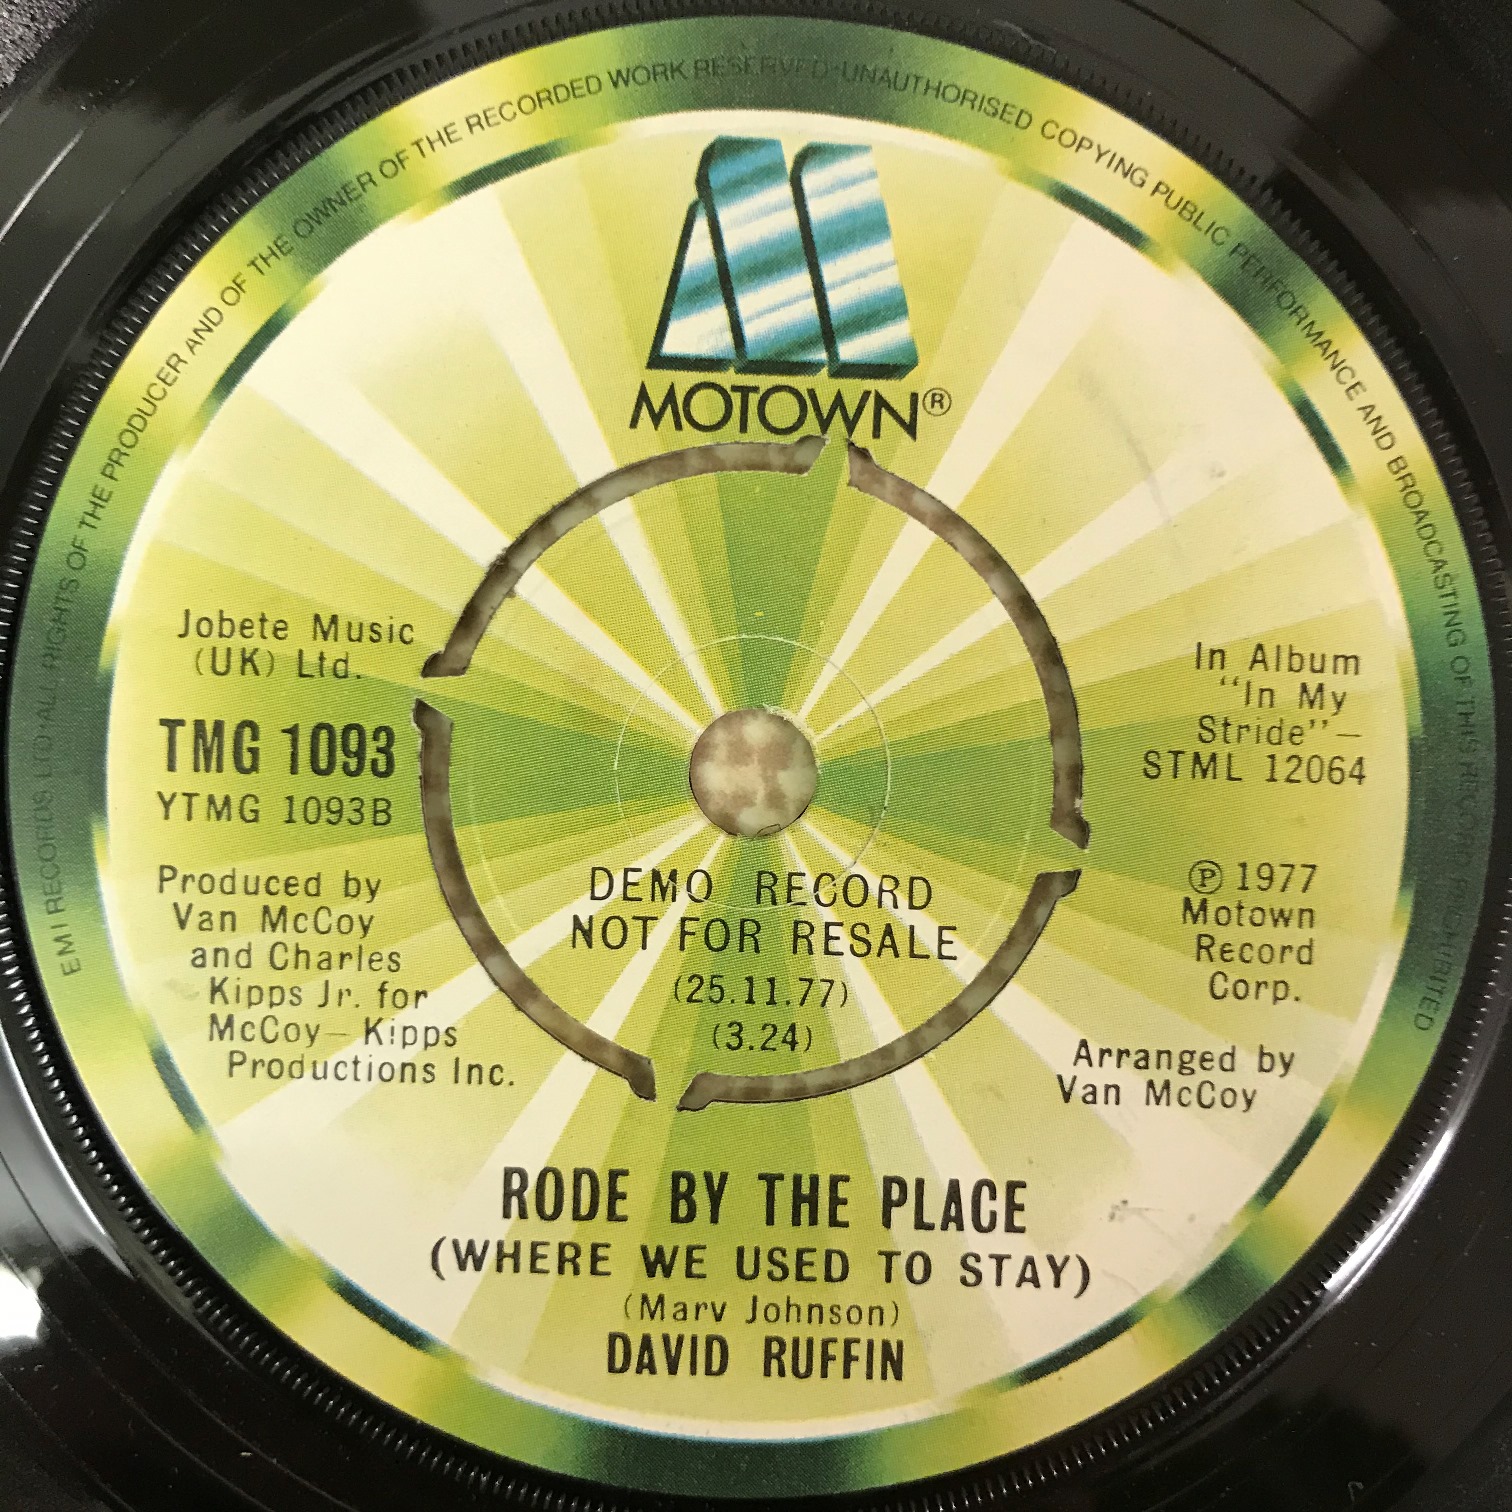 EMI RECORDS LTD·ALL RIGHTS OF THE PRODUCER AND OF THE OWNER OF THE RECORDED WORK RESERVED·UNAUTHORISED COPYING PUBLIC PERFORMANCE AND BROADCASTING OF THIS RECORD PROHIBITED
MOTOWN®
Jobete Music
(UK) Ltd.
TMG 1093
YTMG 1093B
Produced by
Van McCoy
and Charles
Kipps Jr. for
McCoy–Kipps
Productions Inc.
In Album
“In My
Stride”–
STML 12064
℗ 1977
Motown
Record
Corp.
Arranged by
Van McCoy
DEMO RECORD
NOT FOR RESALE
(25.11.77)
(3.24)
RODE BY THE PLACE
(WHERE WE USED TO STAY)
(Marv Johnson)
DAVID RUFFIN